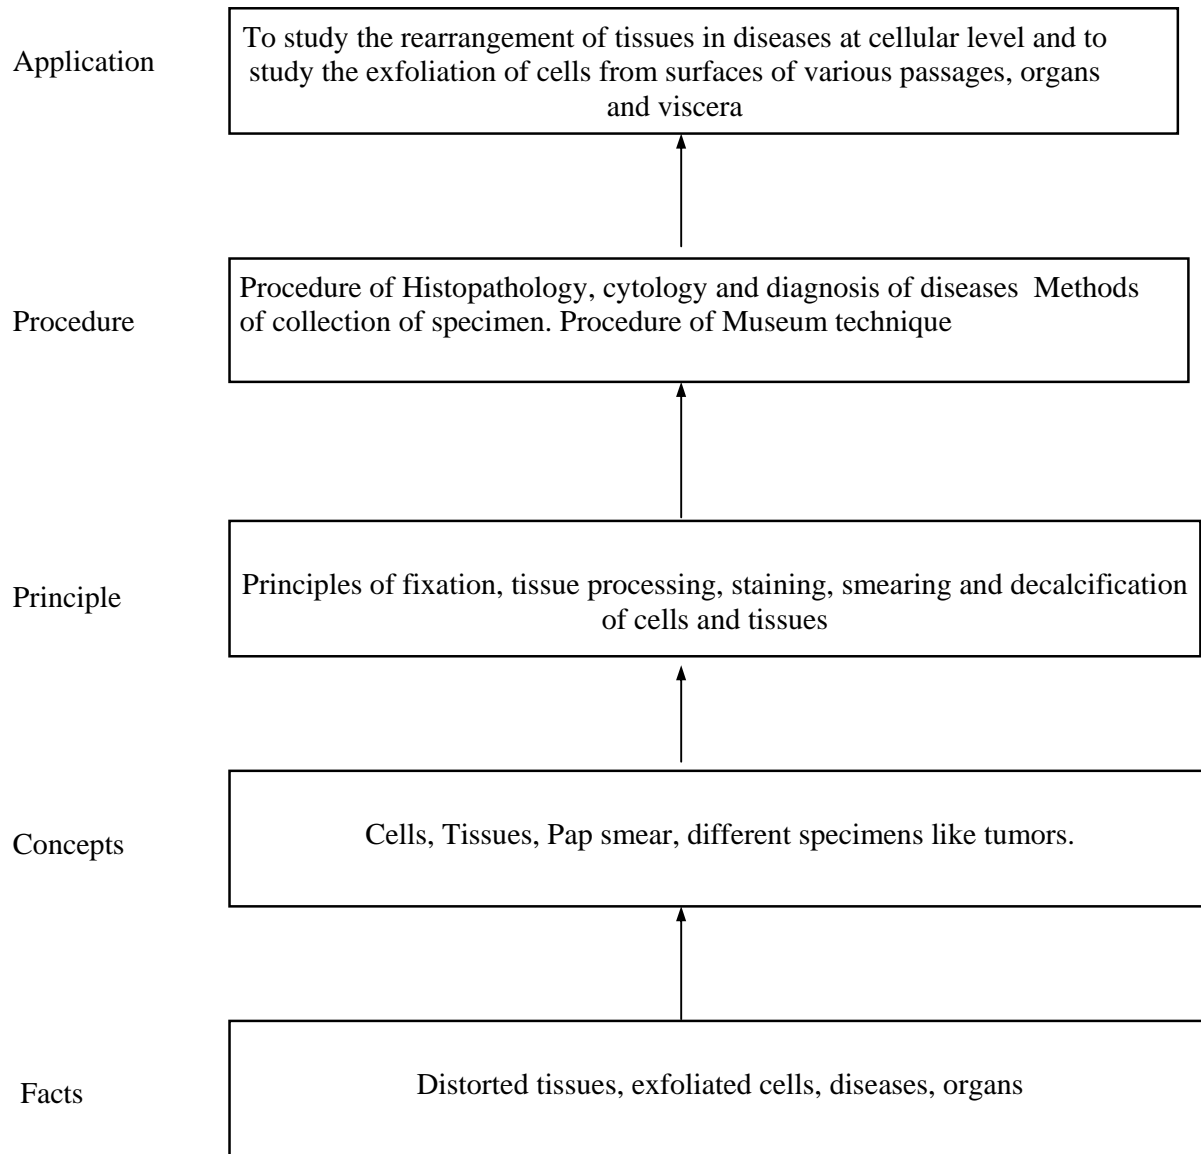 Application
To study the rearrangement of tissues in diseases at cellular level and to
study the exfoliation of cells from surfaces of various passages, organs
and viscera
Procedure
Procedure of Histopathology, cytology and diagnosis of diseases  Methods
of collection of specimen. Procedure of Museum technique
Principle
Principles of fixation, tissue processing, staining, smearing and decalcification
of cells and tissues
Concepts
Cells, Tissues, Pap smear, different specimens like tumors.
Facts
Distorted tissues, exfoliated cells, diseases, organs